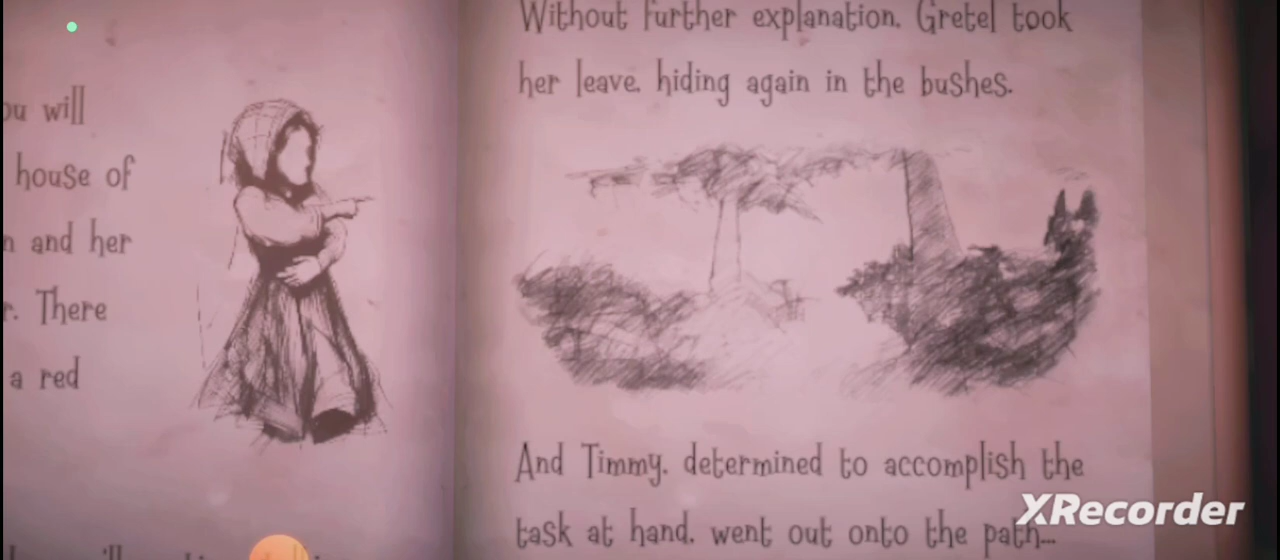 ou will
house of
n and her
r. There
a red
Without further explanation, Gretel took
her leave, hiding again in the bushes.
And Timmy, determined to accomplish the
task at hand, went out onto the path...
XRecorder